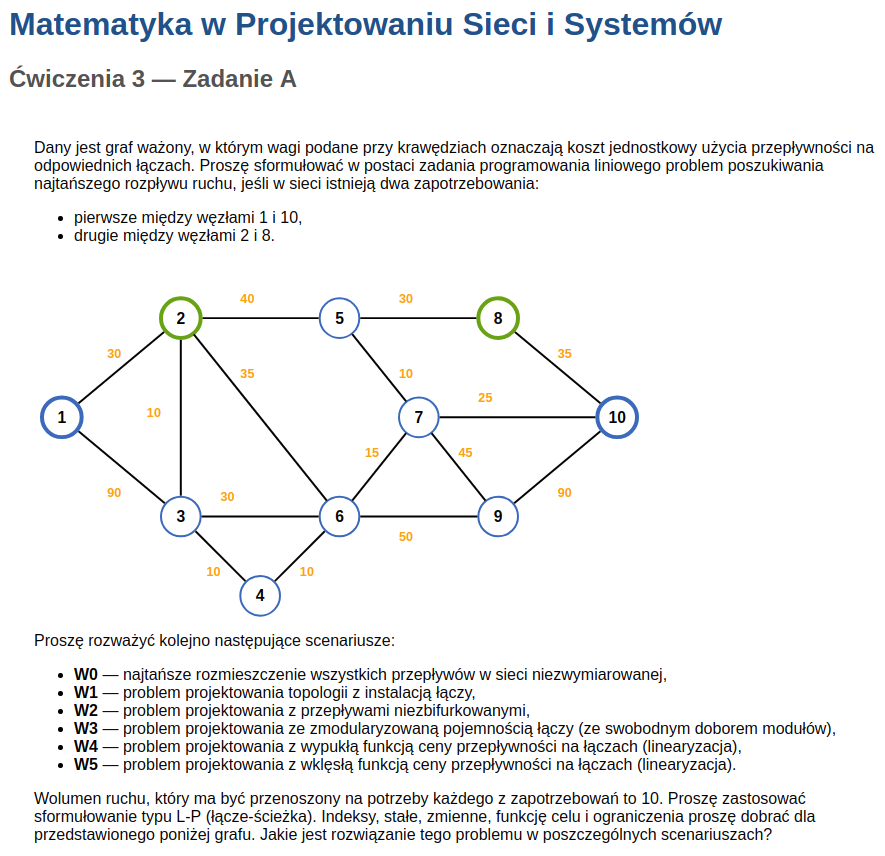 Matematyka w Projektowaniu Sieci i Systemów
Ćwiczenia 3 — Zadanie A
Dany jest graf ważony, w którym wagi podane przy krawędziach oznaczają koszt jednostkowy użycia przepływności na
odpowiednich łączach. Proszę sformułować w postaci zadania programowania liniowego problem poszukiwania
najtańszego rozpływu ruchu, jeśli w sieci istnieją dwa zapotrzebowania:
• pierwsze między węzłami 1 i 10,
• drugie między węzłami 2 i 8.
40 30
2 5 8
30 35 10 35
10 25
1 7 10
15 45
90 30 90
3 6 9
50
10 10
4
Proszę rozważyć kolejno następujące scenariusze:
• W0 — najtańsze rozmieszczenie wszystkich przepływów w sieci niezwymiarowanej,
• W1 — problem projektowania topologii z instalacją łączy,
• W2 — problem projektowania z przepływami niezbifurkowanymi,
• W3 — problem projektowania ze zmodularyzowaną pojemnością łączy (ze swobodnym doborem modułów),
• W4 — problem projektowania z wypukłą funkcją ceny przepływności na łączach (linearyzacja),
• W5 — problem projektowania z wklęsłą funkcją ceny przepływności na łączach (linearyzacja).
Wolumen ruchu, który ma być przenoszony na potrzeby każdego z zapotrzebowań to 10. Proszę zastosować
sformułowanie typu L-P (łącze-ścieżka). Indeksy, stałe, zmienne, funkcję celu i ograniczenia proszę dobrać dla
przedstawionego poniżej grafu. Jakie jest rozwiązanie tego problemu w poszczególnych scenariuszach?